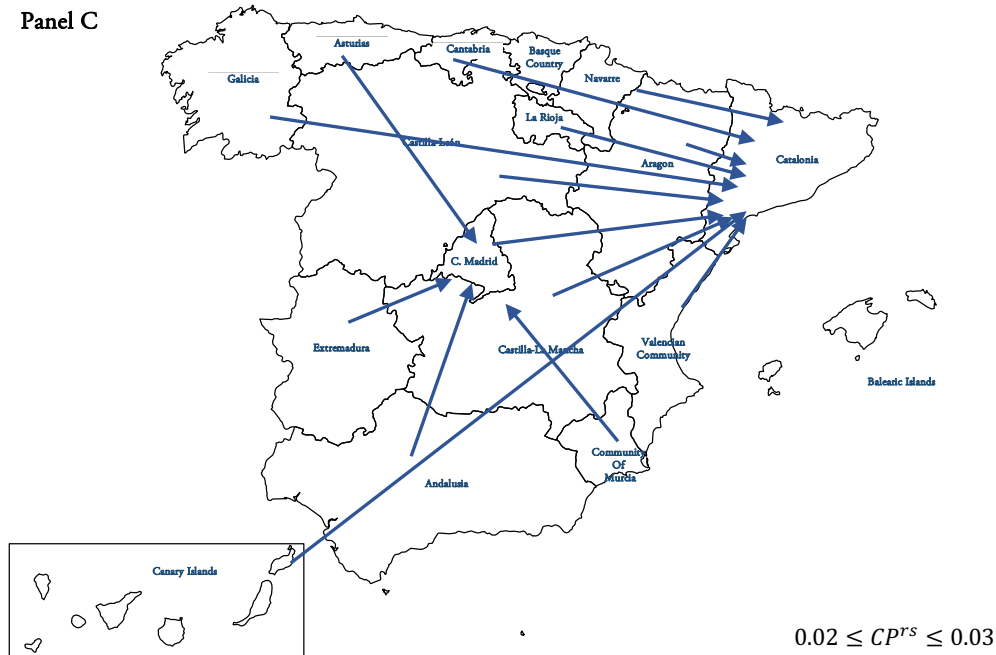 Panel C
Asturias
Cantabria
Basque
Country
Navarre
Galicia
La Rioja
Castilla-León
Aragon
Catalonia
C. Madrid
Extremadura
Castilla-La Mancha
Valencian
Community
Balearic Islands
Community
Of
Murcia
Andalusia
Canary Islands
0.02 ≤ CP^{rs} ≤ 0.03